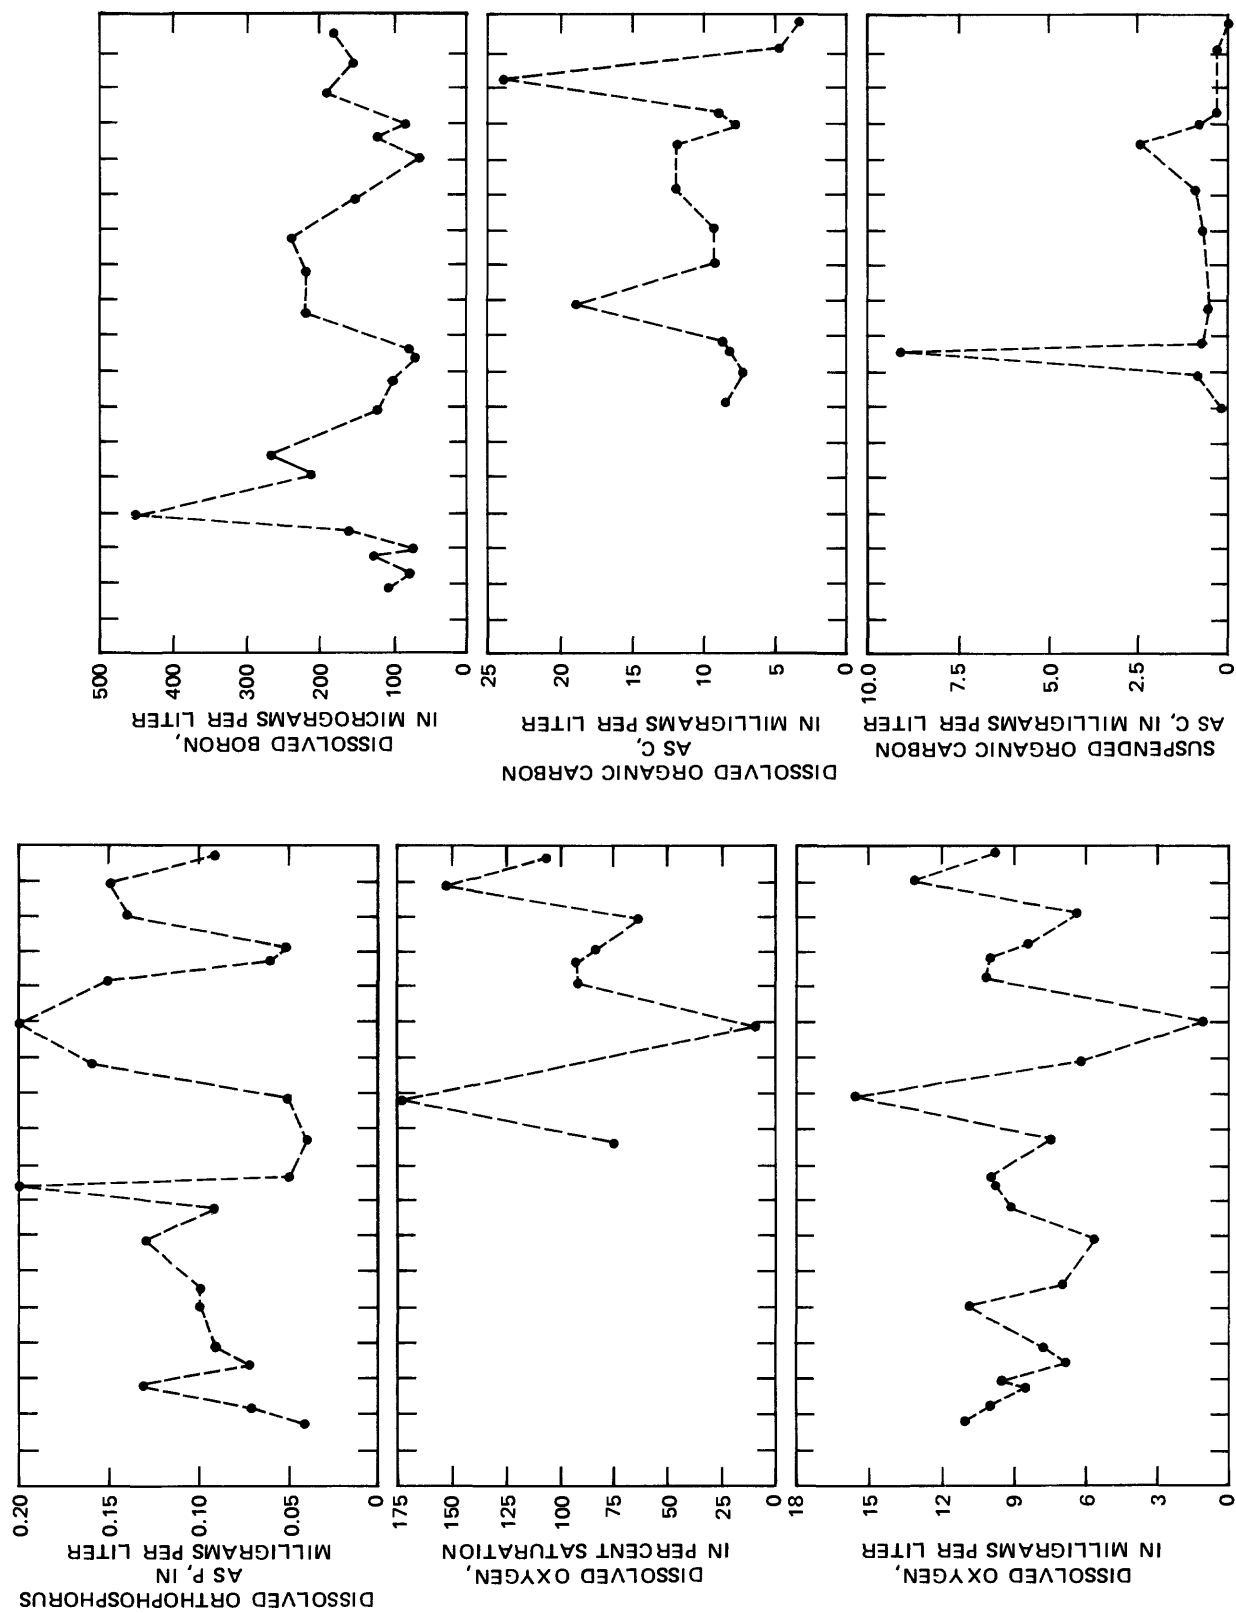 DISSOLVED BORON,
IN MICROGRAMS PER LITER
500
400
300
200
100
0
DISSOLVED ORGANIC CARBON
AS C,
IN MILLIGRAMS PER LITER
25
20
15
10
5
0
SUSPENDED ORGANIC CARBON
AS C, IN MILLIGRAMS PER LITER
10.0
7.5
5.0
2.5
0
DISSOLVED ORTHOPHOSPHORUS
AS P, IN
MILLIGRAMS PER LITER
0.20
0.15
0.10
0.05
0
DISSOLVED OXYGEN,
IN PERCENT SATURATION
175
150
125
100
75
50
25
0
DISSOLVED OXYGEN,
IN MILLIGRAMS PER LITER
18
15
12
9
6
3
0